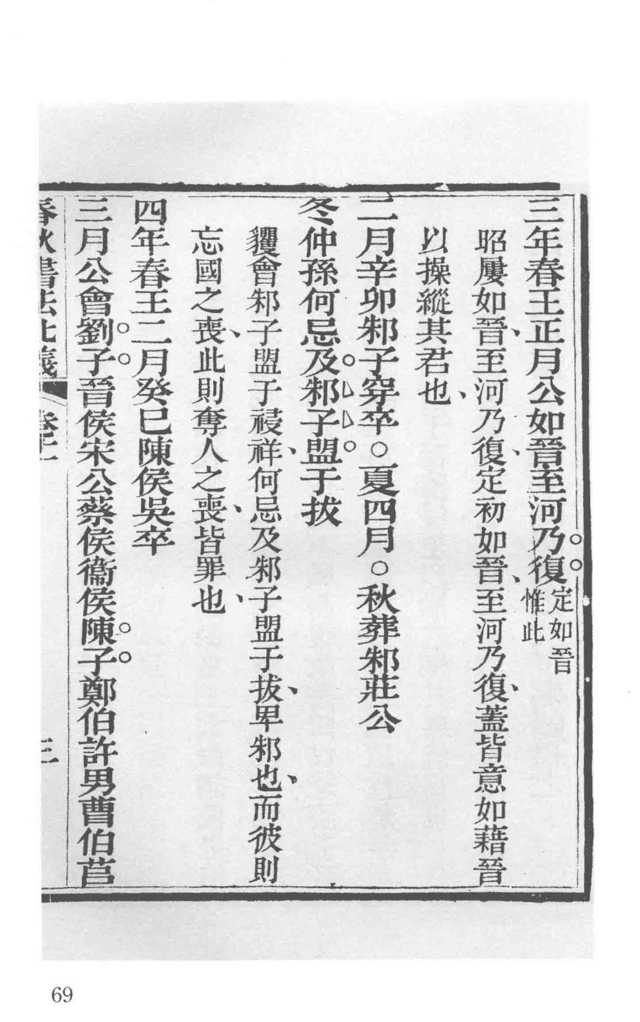 三年春王正月公如晉至河乃復定如晉惟此
昭屢如晉至河乃復定初如晉至河乃復蓋皆意如藉晉
以操縱其君也
二月辛卯邾子穿卒○夏四月○秋葬邾莊公
冬仲孫何忌及邾子盟于拔
貜會邾子盟于祲祥何忌及邾子盟于拔卑邾也而彼則
忘國之喪此則奪人之喪皆罪也
四年春王二月癸巳陳侯吳卒
三月公會劉子晉侯宋公蔡侯衞侯陳子鄭伯許男曹伯莒
春秋書法比義
卷十一
三
69